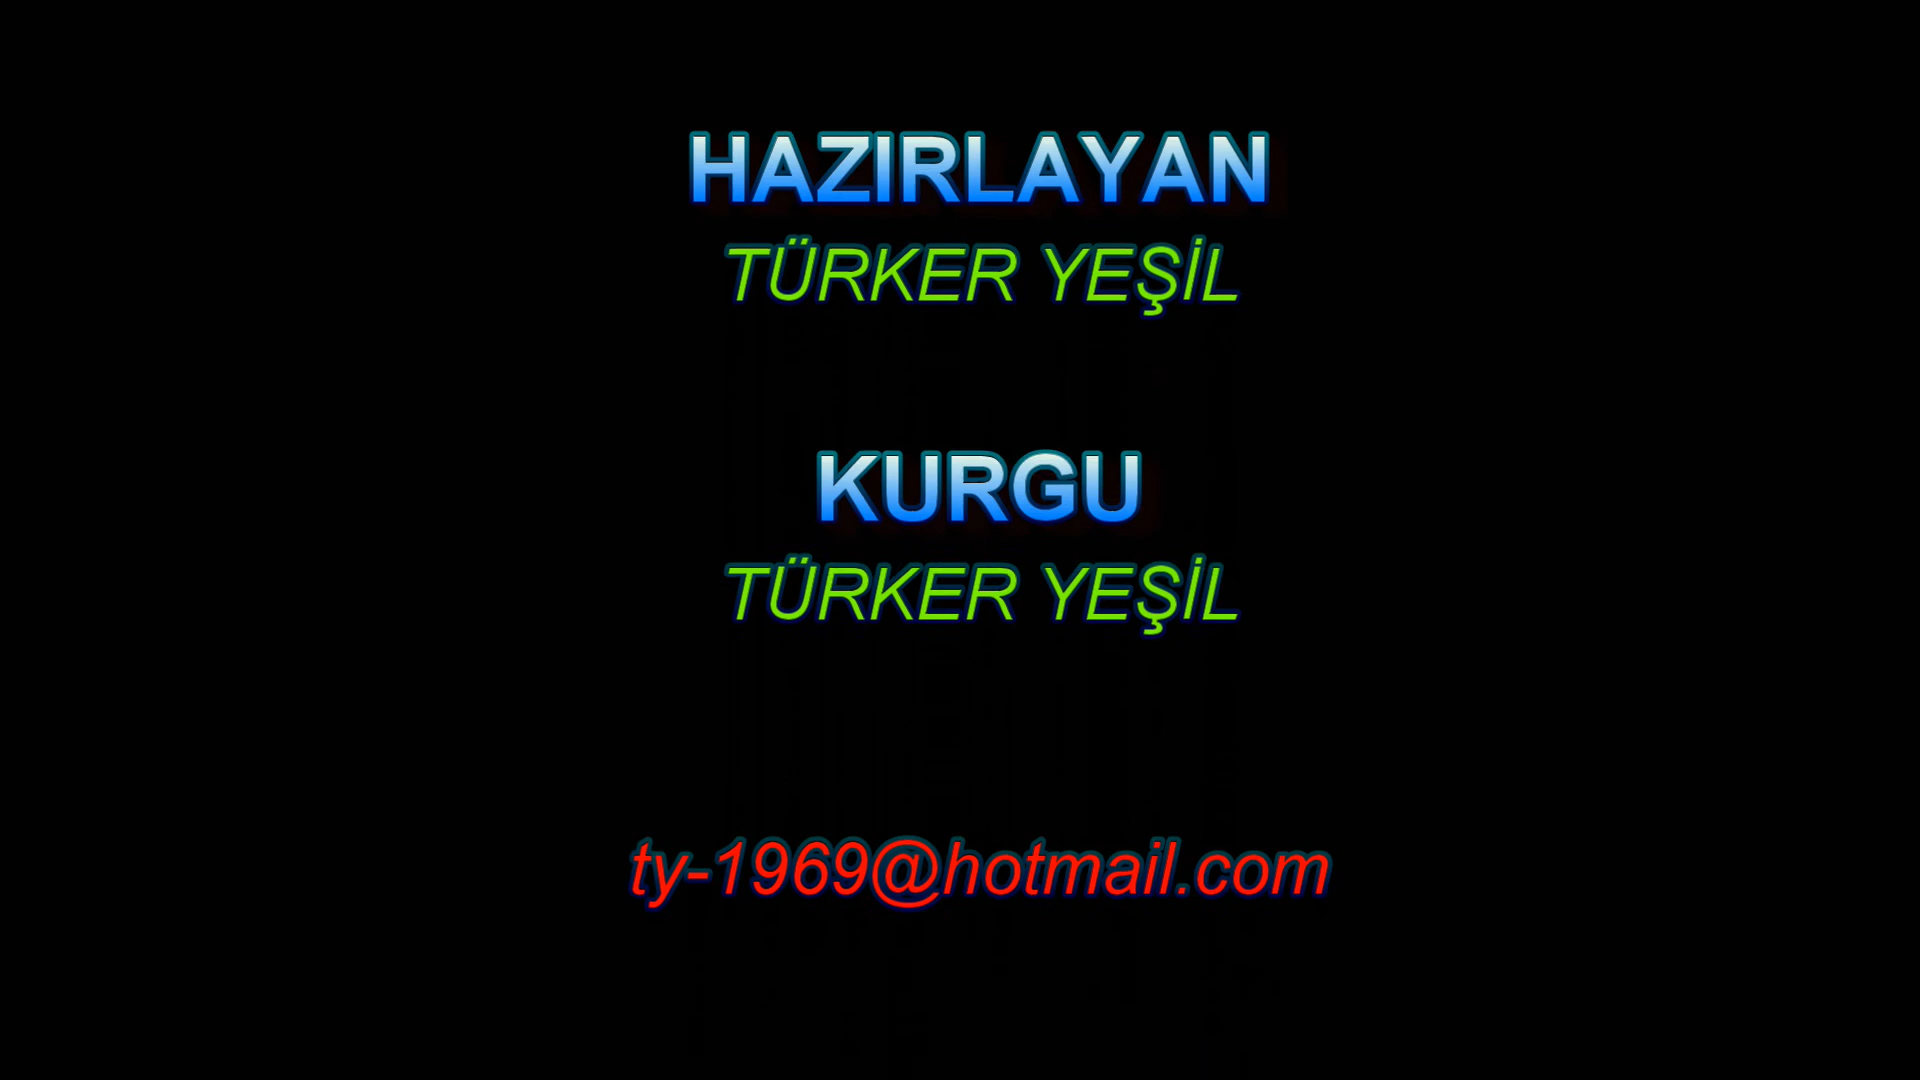 HAZIRLAYAN
TÜRKER YEŞİL
KURGU
TÜRKER YEŞİL
ty-1969@hotmail.com